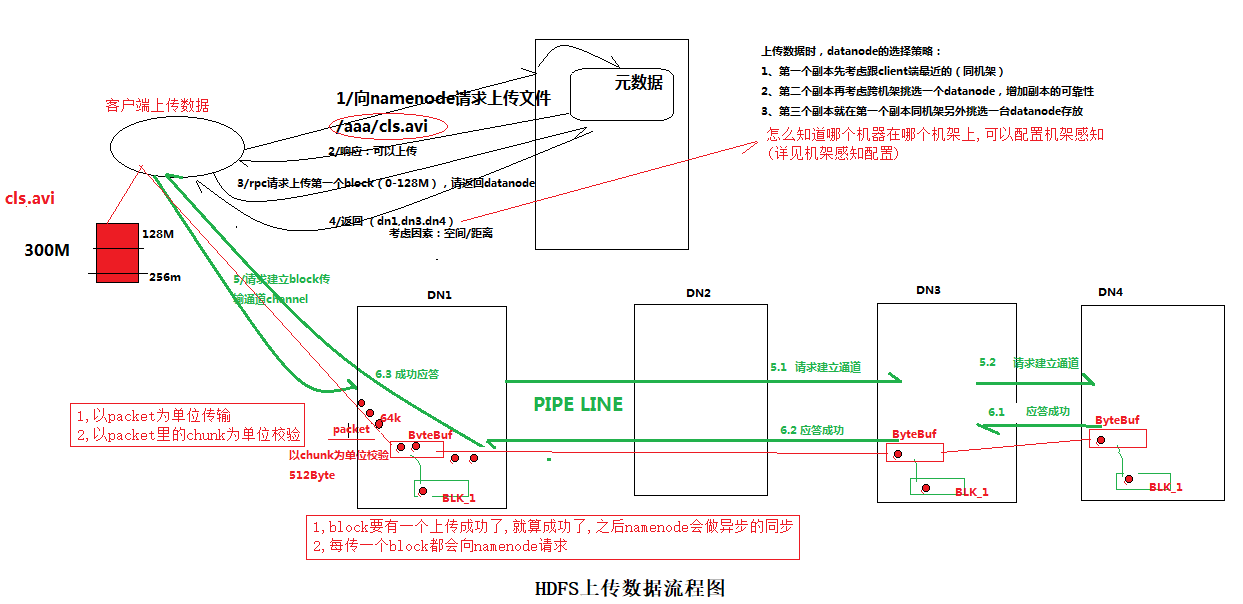 上传数据时，datanode的选择策略：
1、第一个副本先考虑跟client端最近的（同机架）
2、第二个副本再考虑跨机架挑选一个datanode，增加副本的可靠性
3、第三个副本就在第一个副本同机架另外挑选一台datanode存放
怎么知道哪个机器在哪个机架上,可以配置机架感知
(详见机架感知配置)
元数据
客户端上传数据
1/向namenode请求上传文件
/aaa/cls.avi
2/响应：可以上传
3/rpc请求上传第一个block（0-128M），请返回datanode
4/返回（dn1,dn3.dn4）
考虑因素：空间/距离
cls.avi
300M
128M
256m
5/请求建立block传
输通道channel
DN1
DN2
DN3
DN4
6.3 成功应答
5.1 请求建立通道
5.2 请求建立通道
PIPE LINE
6.1 应答成功
6.2 应答成功
1,以packet为单位传输
2,以packet里的chunk为单位校验
64k
packet
ByteBuf
ByteBuf
ByteBuf
以chunk为单位校验
512Byte
BLK_1
BLK_1
BLK_1
1,block要有一个上传成功了,就算成功了,之后namenode会做异步的同步
2,每传一个block都会向namenode请求
HDFS上传数据流程图